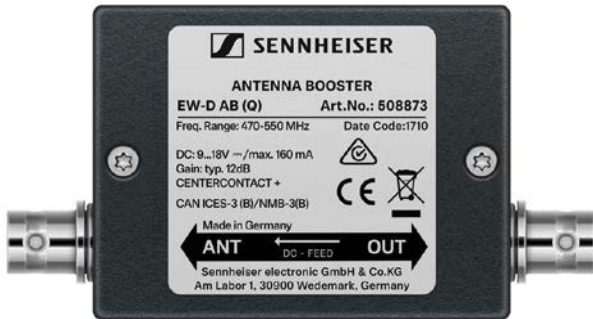 SENNHEISER
ANTENNA BOOSTER
EW-D AB (Q) Art.No.: 508873
Freq. Range: 470-550 MHz Date Code:1710
DC: 9...18V ⎓/max. 160 mA
Gain: typ. 12dB
CENTERCONTACT +
CE
CAN ICES-3 (B)/NMB-3(B)
Made in Germany
ANT DC - FEED OUT
Sennheiser electronic GmbH & Co.KG
Am Labor 1, 30900 Wedemark, Germany